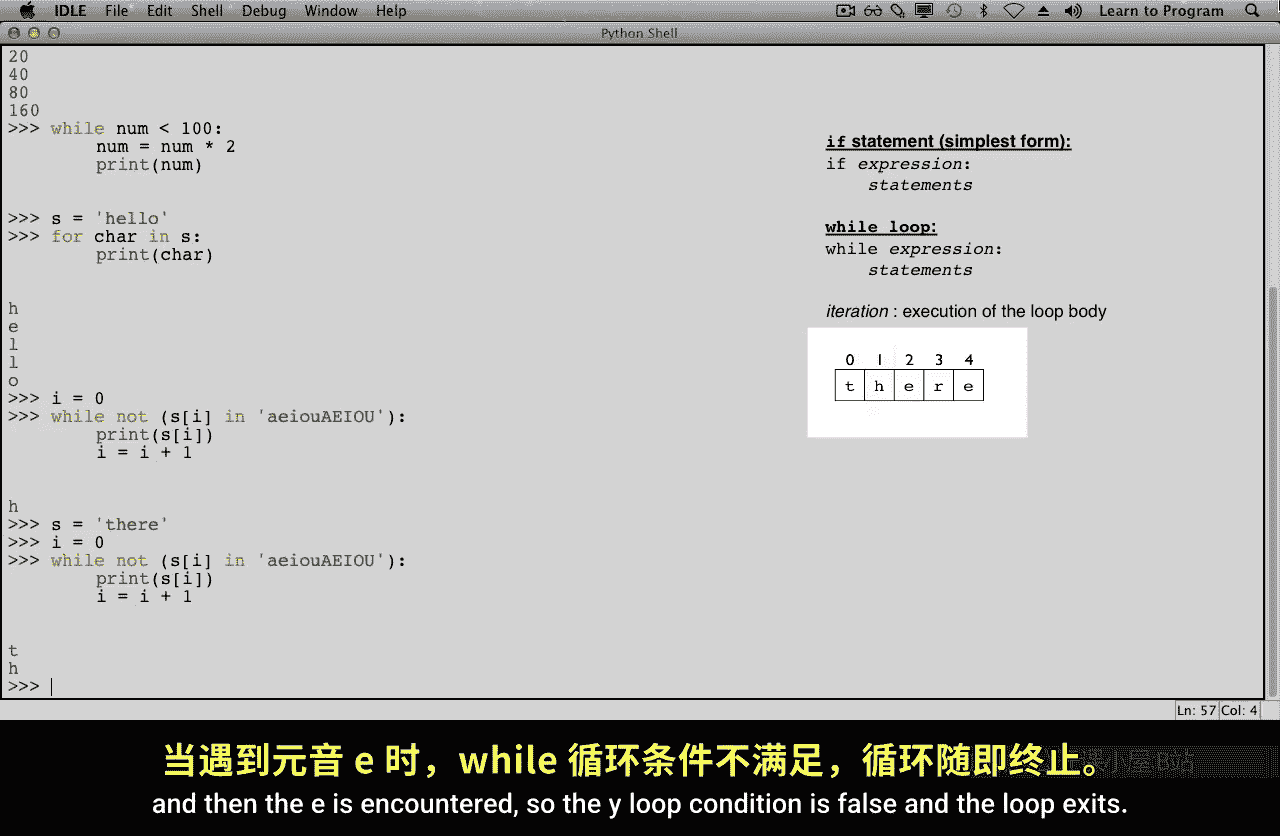 IDLE File Edit Shell Debug Window Help Learn to Program
Python Shell
20
40
80
160
>>> while num < 100:
num = num * 2
print(num)
>>> s = 'hello'
>>> for char in s:
print(char)
h
e
l
l
o
>>> i = 0
>>> while not (s[i] in 'aeiouAEIOU'):
print(s[i])
i = i + 1
h
>>> s = 'there'
>>> i = 0
>>> while not (s[i] in 'aeiouAEIOU'):
print(s[i])
i = i + 1
t
h
>>>
if statement (simplest form):
if expression:
statements
while loop:
while expression:
statements
iteration : execution of the loop body
0 1 2 3 4
t h e r e
Ln: 57 Col: 4
当遇到元音 e 时，while 循环条件不满足，循环随即终止。
and then the e is encountered, so the y loop condition is false and the loop exits.